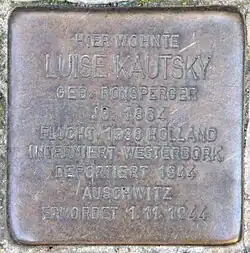 HIER WOHNTE
LUISE KAUTSKY
GEB. RONSPERGER
JG. 1864
FLUCHT 1938 HOLLAND
INTERNIERT WESTERBORK
DEPORTIERT 1944
AUSCHWITZ
ERMORDET 1.11.1944